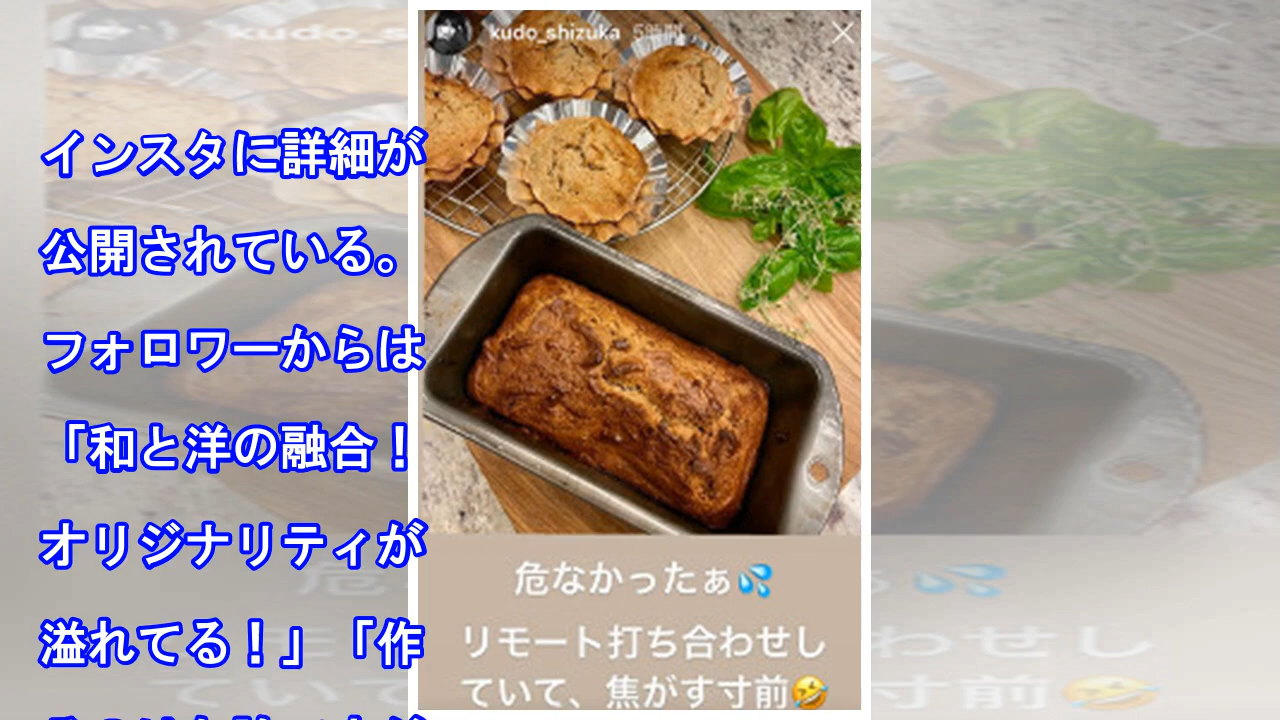 kudo_shizuka 5時間
インスタに詳細が
公開されている。
フォロワーからは
「和と洋の融合！
オリジナリティが
溢れてる！」「作
危なかったぁ💦
リモート打ち合わせし
ていて、焦がす寸前🤣